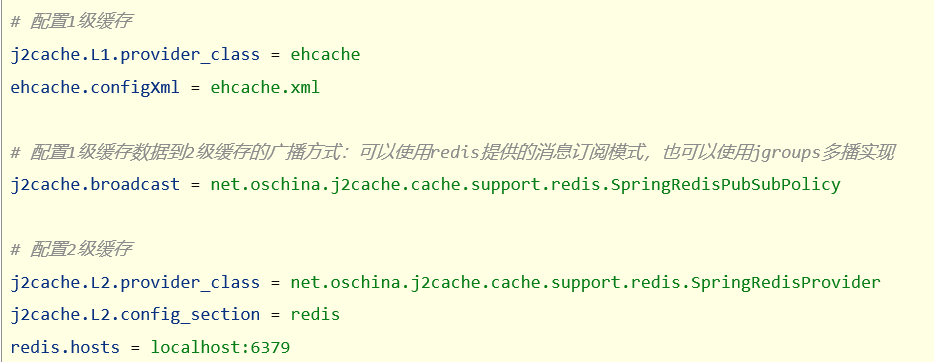 # 配置1级缓存
j2cache.L1.provider_class = ehcache
ehcache.configXml = ehcache.xml
# 配置1级缓存数据到2级缓存的广播方式：可以使用redis提供的消息订阅模式，也可以使用jgroups多播实现
j2cache.broadcast = net.oschina.j2cache.cache.support.redis.SpringRedisPubSubPolicy
# 配置2级缓存
j2cache.L2.provider_class = net.oschina.j2cache.cache.support.redis.SpringRedisProvider
j2cache.L2.config_section = redis
redis.hosts = localhost:6379